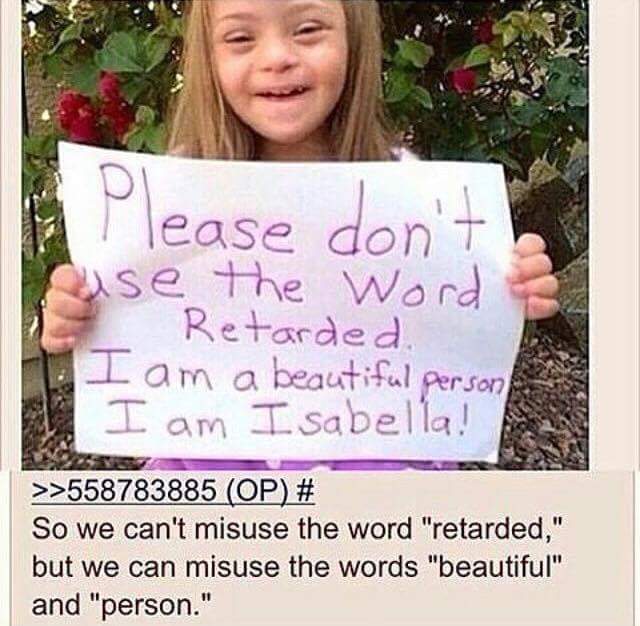 Please don't
use the Word
Retarded.
I am a beautiful person
I am Isabella!
>>558783885 (OP) #
So we can't misuse the word "retarded,"
but we can misuse the words "beautiful"
and "person."